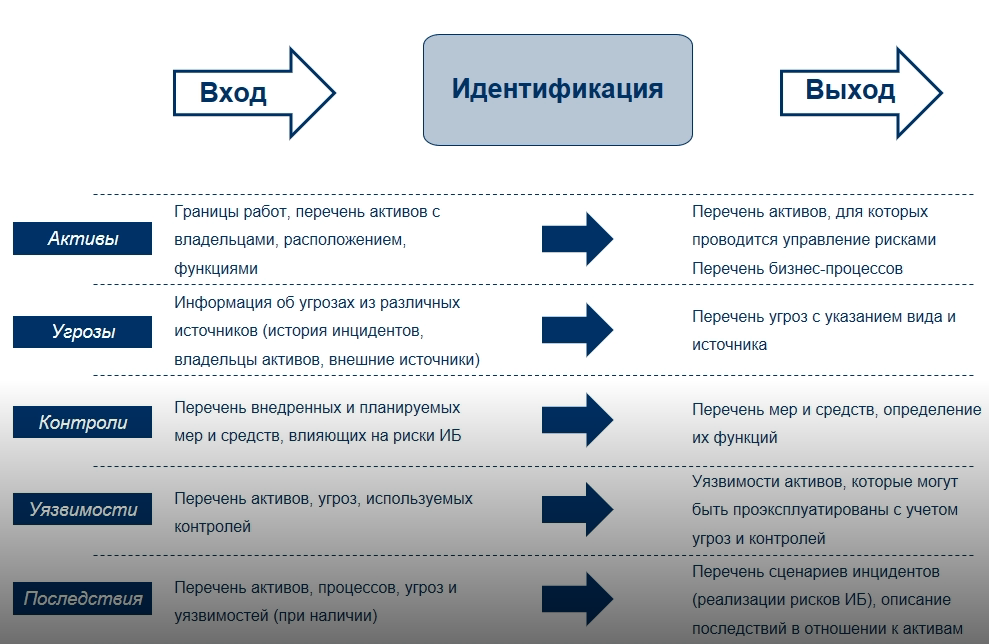 Вход
Идентификация
Выход
Активы
Границы работ, перечень активов с
владельцами, расположением,
функциями
Перечень активов, для которых
проводится управление рисками
Перечень бизнес-процессов
Угрозы
Информация об угрозах из различных
источников (история инцидентов,
владельцы активов, внешние источники)
Перечень угроз с указанием вида и
источника
Контроли
Перечень внедренных и планируемых
мер и средств, влияющих на риски ИБ
Перечень мер и средств, определение
их функций
Уязвимости
Перечень активов, угроз, используемых
контролей
Уязвимости активов, которые могут
быть проэксплуатированы с учетом
угроз и контролей
Последствия
Перечень активов, процессов, угроз и
уязвимостей (при наличии)
Перечень сценариев инцидентов
(реализации рисков ИБ), описание
последствий в отношении к активам